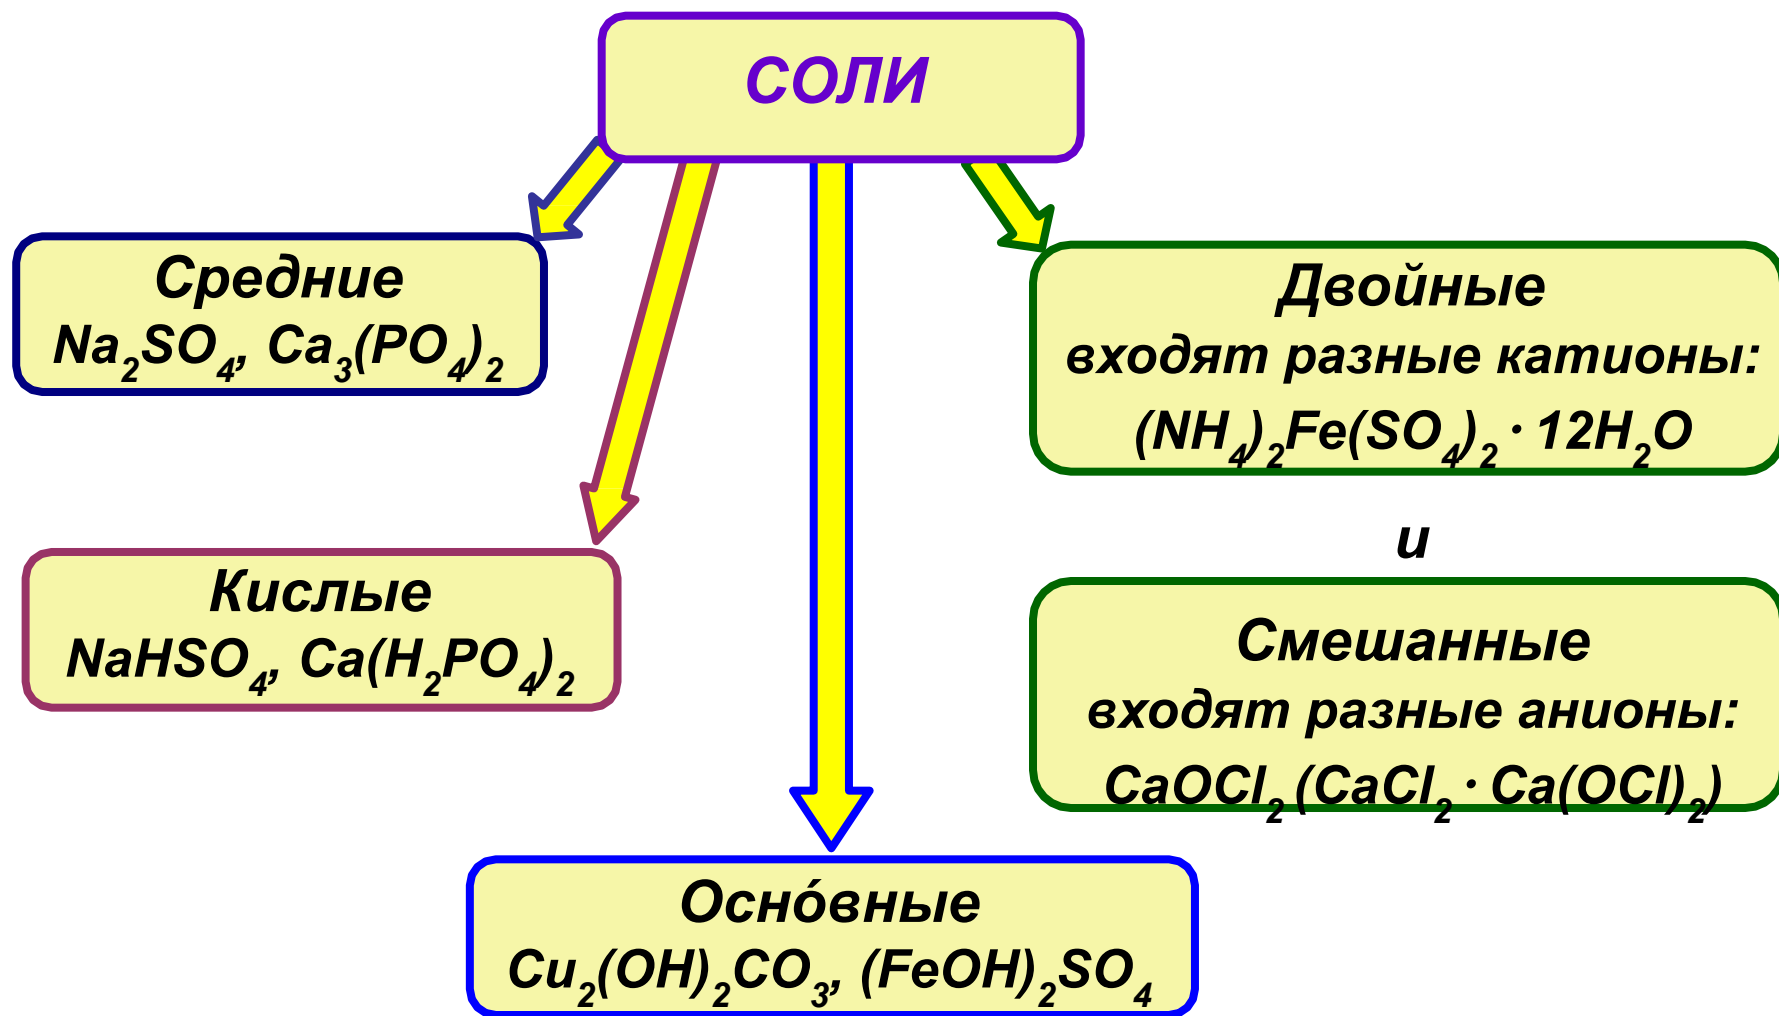 СОЛИ
Средние
Na₂SO₄, Ca₃(PO₄)₂
Кислые
NaHSO₄, Ca(H₂PO₄)₂
Осно́вные
Cu₂(OH)₂CO₃, (FeOH)₂SO₄
Двойные
входят разные катионы:
(NH₄)₂Fe(SO₄)₂ · 12H₂O
и
Смешанные
входят разные анионы:
CaOCl₂ (CaCl₂ · Ca(OCl)₂)